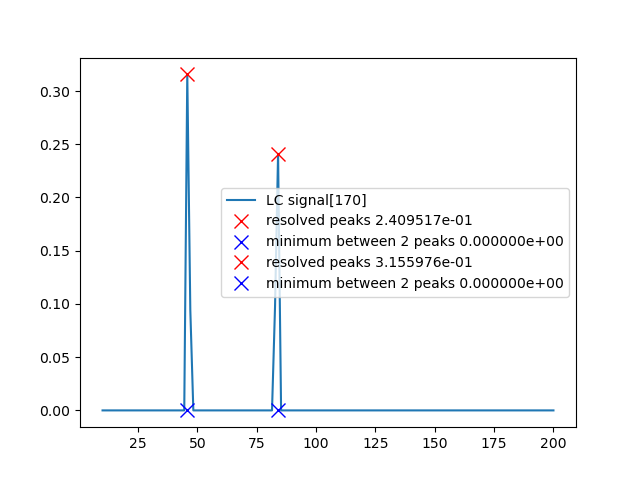 0.30
0.25
0.20
0.15
0.10
0.05
0.00
LC signal[170]
resolved peaks 2.409517e-01
minimum between 2 peaks 0.000000e+00
resolved peaks 3.155976e-01
minimum between 2 peaks 0.000000e+00
25 50 75 100 125 150 175 200